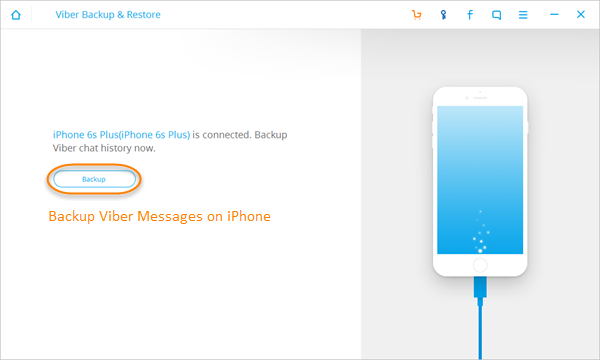 Viber Backup & Restore
iPhone 6s Plus(iPhone 6s Plus) is connected. Backup
Viber chat history now.
Backup
Backup Viber Messages on iPhone